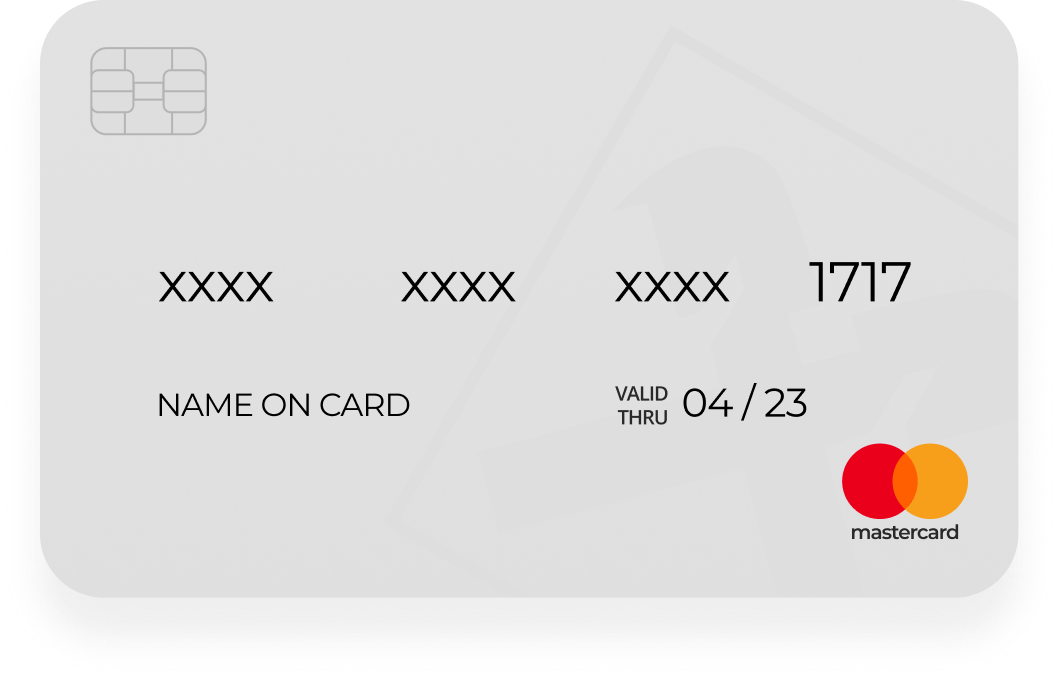 xxxx xxxx xxxx 1717
NAME ON CARD
VALID THRU 04 / 23
mastercard